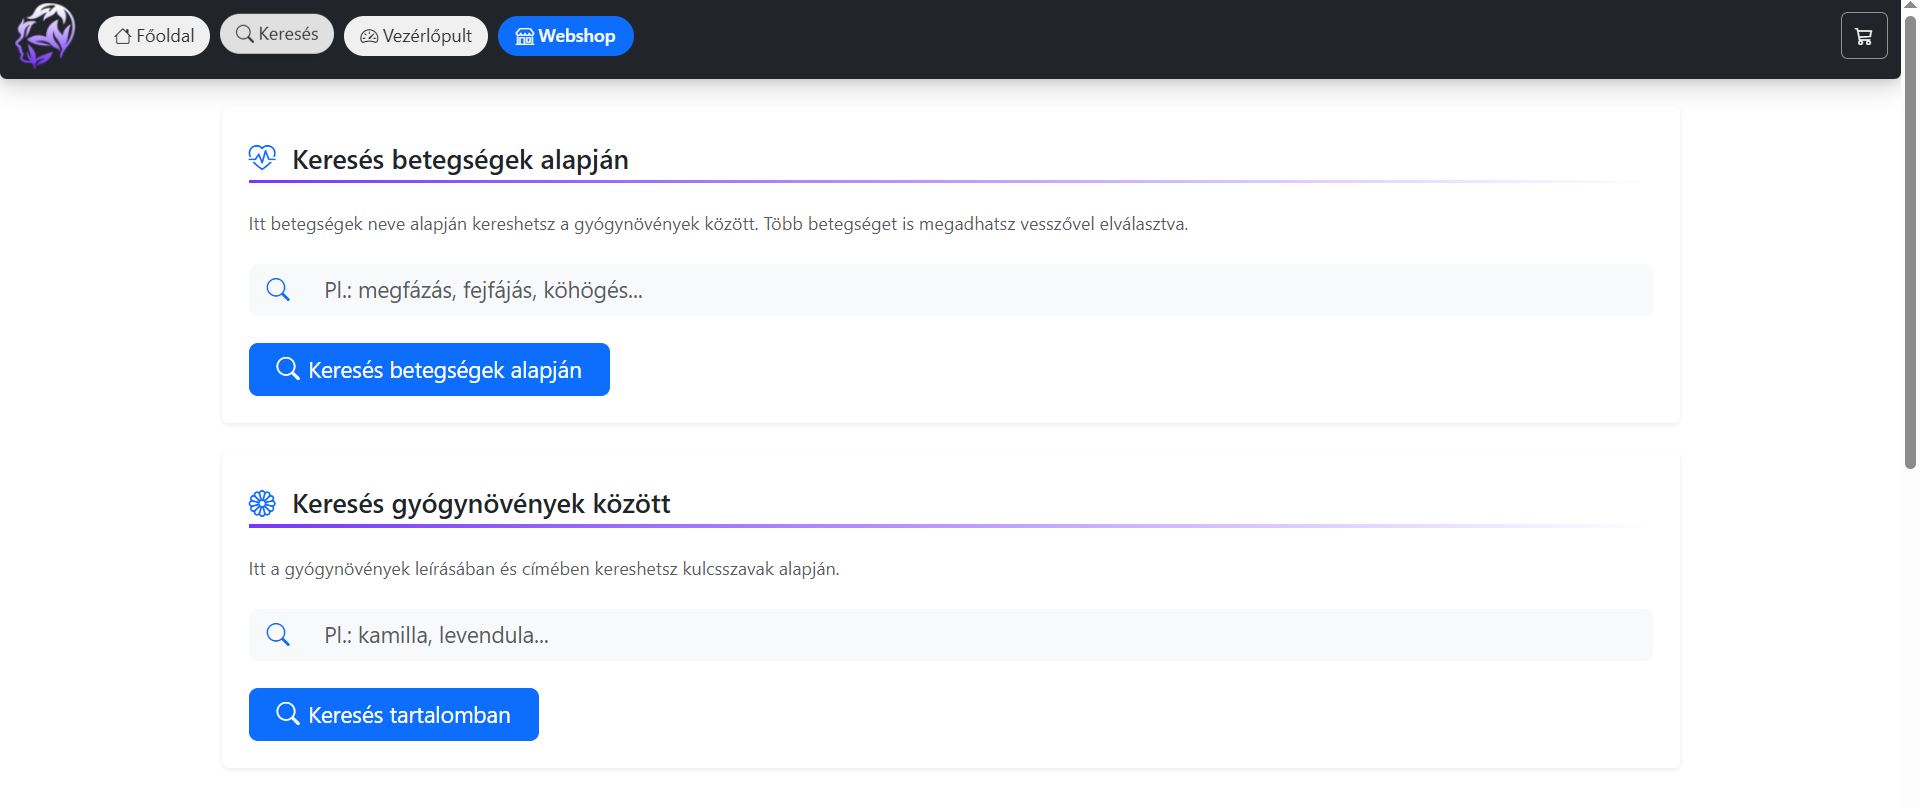 Főoldal
Keresés
Vezérlőpult
Webshop
Keresés betegségek alapján
Itt betegségek neve alapján kereshetsz a gyógynövények között. Több betegséget is megadhatsz vesszővel elválasztva.
Pl.: megfázás, fejfájás, köhögés...
Keresés betegségek alapján
Keresés gyógynövények között
Itt a gyógynövények leírásában és címében kereshetsz kulcsszavak alapján.
Pl.: kamilla, levendula...
Keresés tartalomban